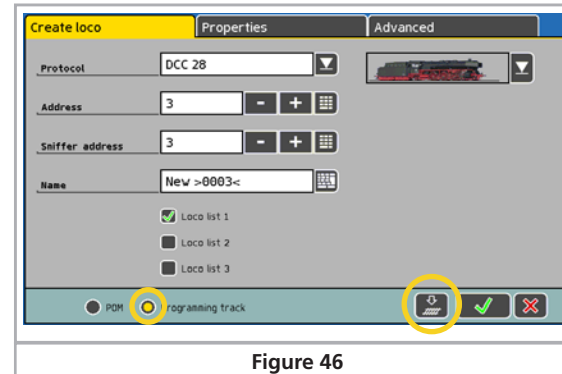 Create loco Properties Advanced
Protocol DCC 28
Address 3 - +
Sniffer address 3 - +
Name New >0003<
Loco list 1
Loco list 2
Loco list 3
POM Programming track
Figure 46